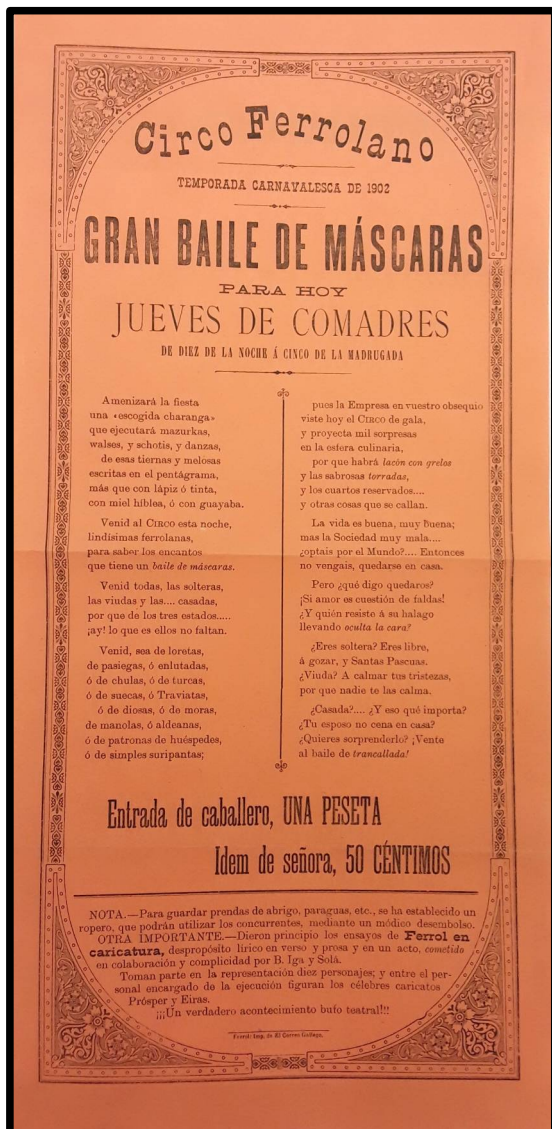 Circo Ferrolano
TEMPORADA CARNAVALESCA DE 1902
GRAN BAILE DE MÁSCARAS
PARA HOY
JUEVES DE COMADRES
DE DIEZ DE LA NOCHE Á CINCO DE LA MADRUGADA
Amenizará la fiesta
una «escogida charanga»
que ejecutará mazurkas,
walses, y schotis, y danzas,
de esas tiernas y melosas
escritas en el pentágrama,
más que con lápiz ó tinta,
con miel híblea, ó con guayaba.
Venid al CIRCO esta noche,
lindísimas ferrolanas,
para saber los encantos
que tiene un baile de máscaras.
Venid todas, las solteras,
las viudas y las.... casadas,
por que de los tres estados.....
¡ay! lo que es ellos no faltan.
Venid, sea de loretas,
de pasiegas, ó enlutadas,
ó de chulas, ó de turcas,
ó de suecas, ó Traviatas,
ó de diosas, ó de moras,
de manolas, ó aldeanas,
ó de patronas de huéspedes,
ó de simples suripantas;
pues la Empresa en vuestro obsequio
viste hoy el CIRCO de gala,
y proyecta mil sorpresas
en la esfera culinaria,
por que habrá lacón con grelos
y las sabrosas torradas,
y los cuartos reservados....
y otras cosas que se callan.
La vida es buena, muy buena;
mas la Sociedad muy mala....
¿optais por el Mundo?.... Entonces
no vengais, quedarse en casa.
Pero ¿qué digo quedaros?
¡Si amor es cuestión de faldas!
¿Y quién resiste á su halago
llevando oculta la cara?
¿Eres soltera? Eres libre,
á gozar, y Santas Pascuas.
¿Viuda? A calmar tus tristezas,
por que nadie te las calma.
¿Casada?.... ¿Y eso qué importa?
¿Tu esposo no cena en casa?
¿Quieres sorprenderlo? ¡Vente
al baile de trancallada!
Entrada de caballero, UNA PESETA
Idem de señora, 50 CÉNTIMOS
NOTA.—Para guardar prendas de abrigo, paraguas, etc., se ha establecido un
ropero, que podrán utilizar los concurrentes, mediante un módico desembolso.
OTRA IMPORTANTE.—Dieron principio los ensayos de Ferrol en
caricatura, despropósito lírico en verso y prosa y en un acto, cometido
en colaboración y complicidad por B. Iga y Solá.
Toman parte en la representación diez personajes; y entre el per-
sonal encargado de la ejecución figuran los célebres caricatos
Prósper y Eiras.
¡¡¡Un verdadero acontecimiento bufo teatral!!!
Ferrol: Imp. de El Correo Gallego.